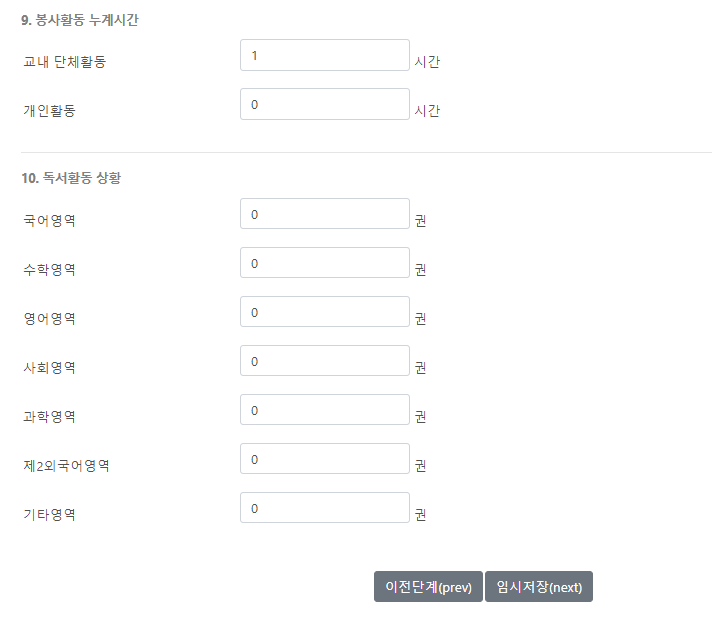 9. 봉사활동 누계시간
교내 단체활동 1 시간
개인활동 0 시간
10. 독서활동 상황
국어영역 0 권
수학영역 0 권
영어영역 0 권
사회영역 0 권
과학영역 0 권
제2외국어영역 0 권
기타영역 0 권
이전단계(prev) 임시저장(next)